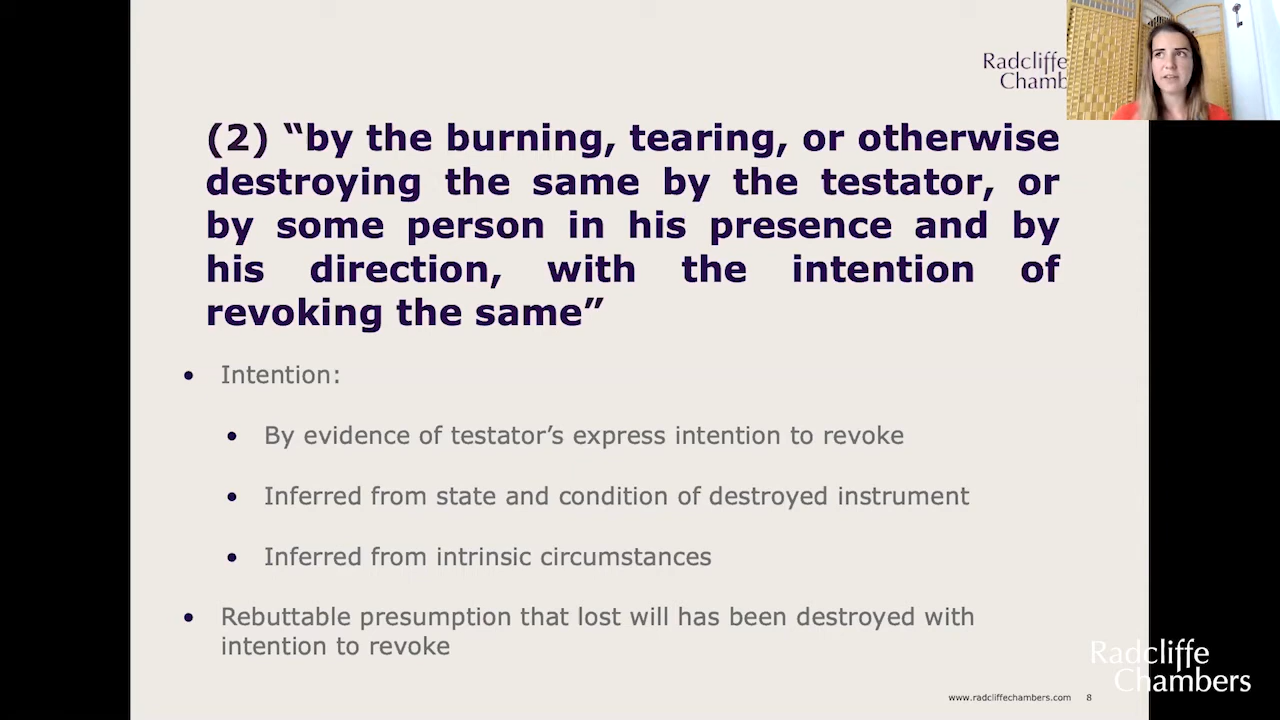 Radcliffe
Chamb
(2) “by the burning, tearing, or otherwise
destroying the same by the testator, or
by some person in his presence and by
his direction, with the intention of
revoking the same”
• Intention:
• By evidence of testator’s express intention to revoke
• Inferred from state and condition of destroyed instrument
• Inferred from intrinsic circumstances
• Rebuttable presumption that lost will has been destroyed with
intention to revoke
Radcliffe
Chambers
www.radcliffechambers.com 8